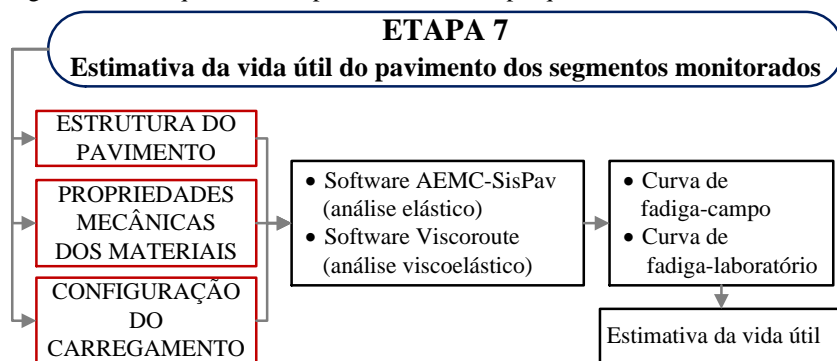 ETAPA 7
Estimativa da vida útil do pavimento dos segmentos monitorados
ESTRUTURA DO
PAVIMENTO
PROPRIEDADES
MECÂNICAS
DOS MATERIAIS
CONFIGURAÇÃO
DO
CARREGAMENTO
• Software AEMC-SisPav
(análise elástico)
• Software Viscoroute
(análise viscoelástico)
• Curva de
fadiga-campo
• Curva de
fadiga-laboratório
Estimativa da vida útil